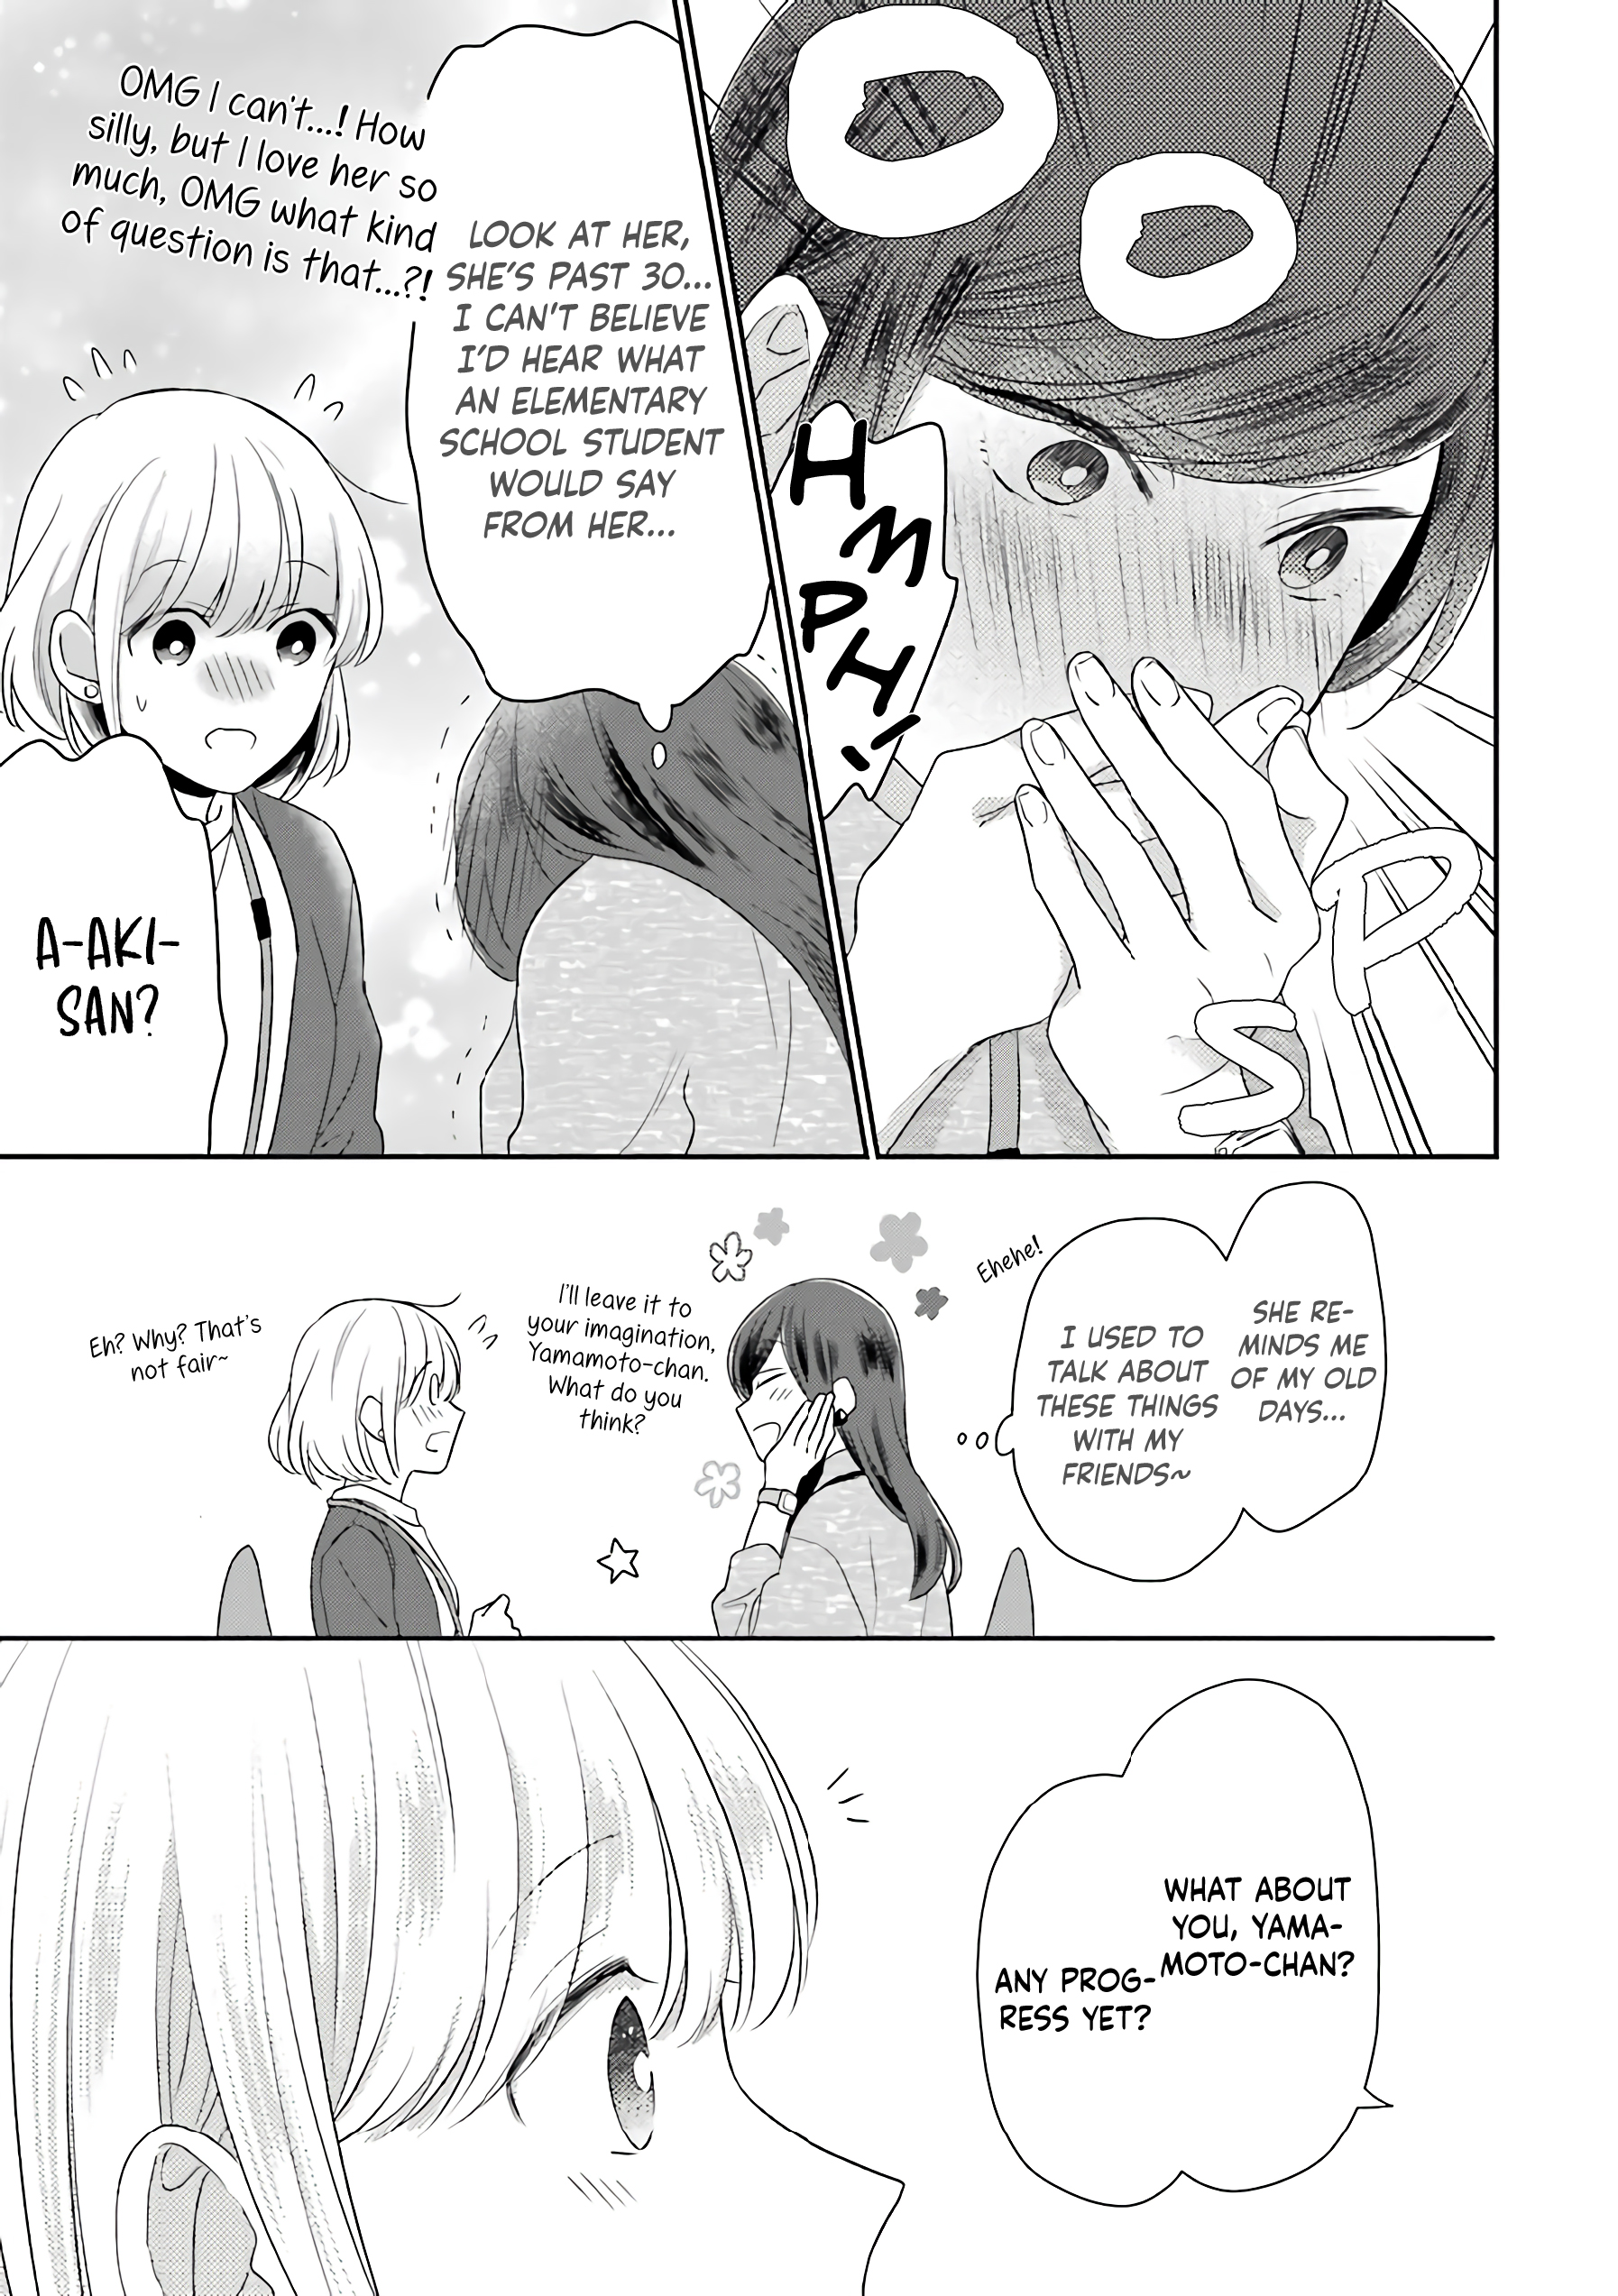 HM
PH!
SP
LOOK AT HER,
SHE'S PAST 30...
I CAN'T BELIEVE
I'D HEAR WHAT
AN ELEMENTARY
SCHOOL STUDENT
WOULD SAY
FROM HER...
OMG I can't...! How
silly, but I love her so
much, OMG what kind
of question is that...?!
A-AKI-
SAN?
SHE RE-
MINDS ME
OF MY OLD
DAYS...
I USED TO
TALK ABOUT
THESE THINGS
WITH MY
FRIENDS~
Ehehe!
I'll leave it to
your imagination,
Yamamoto-chan.
What do you
think?
Eh? Why? That's
not fair~
WHAT ABOUT
YOU, YAMA-
MOTO-CHAN?
ANY PROG-
RESS YET?